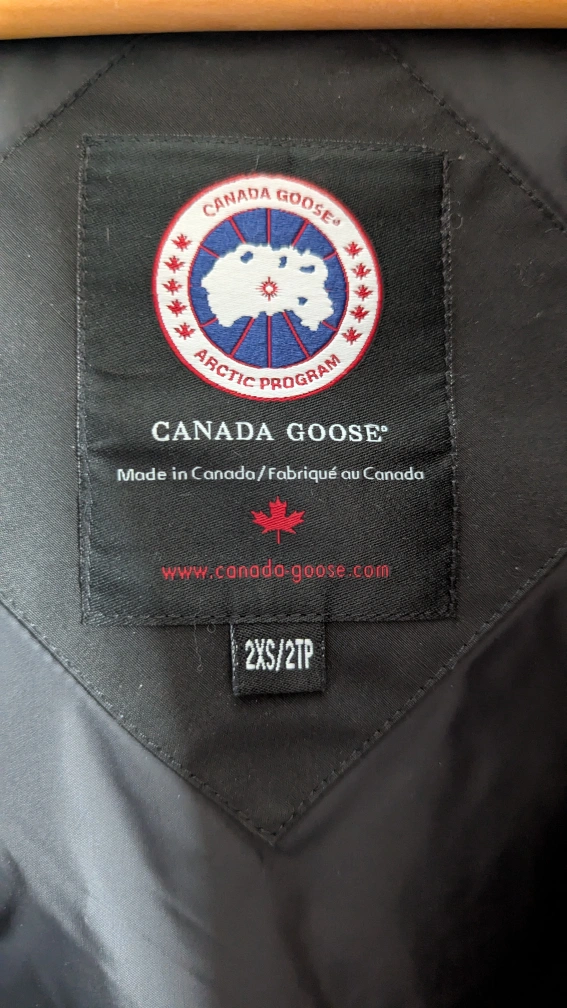 CANADA GOOSE®
ARCTIC PROGRAM
CANADA GOOSE®
Made in Canada/Fabriqué au Canada
www.canada-goose.com
2XS/2TP